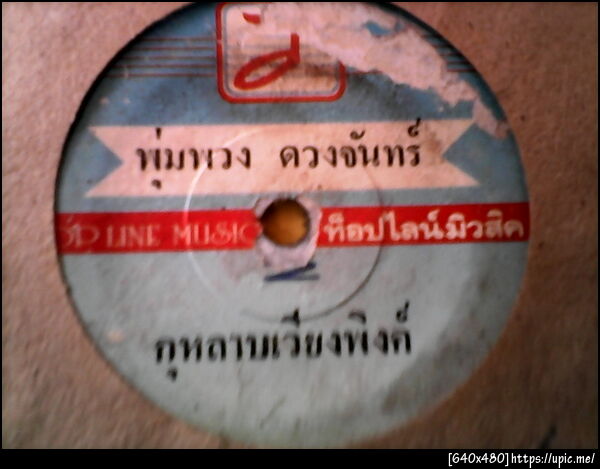 พุ่มพวง ดวงจันทร์
LINE MUSIC ท็อปไลน์มิวสิค
กุหลาบเวียงพิงค์
[640x480]https://upic.me/